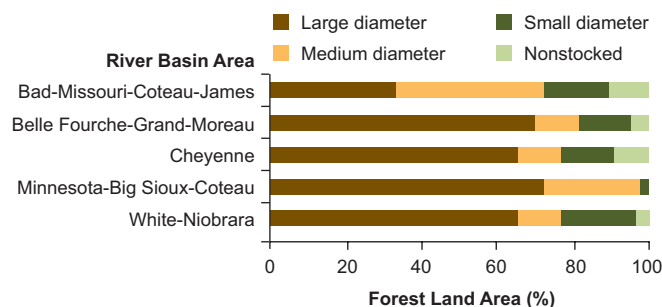 Large diameter
Small diameter
Medium diameter
Nonstocked
River Basin Area
Bad-Missouri-Coteau-James
Belle Fourche-Grand-Moreau
Cheyenne
Minnesota-Big Sioux-Coteau
White-Niobrara
0 20 40 60 80 100
Forest Land Area (%)